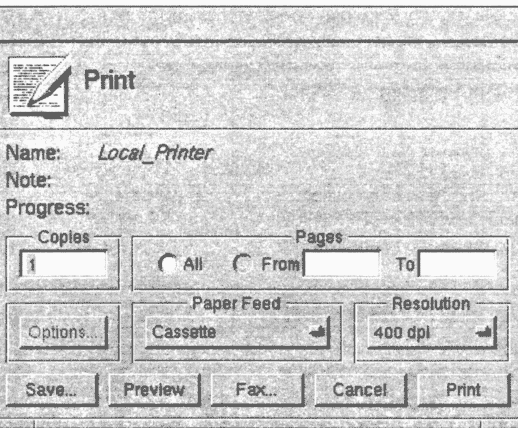 Print
Name: Local_Printer
Note:
Progress:
Copies Pages
1 All From To
Paper Feed Resolution
Options... Cassette 400 dpi
Save... Preview Fax... Cancel Print